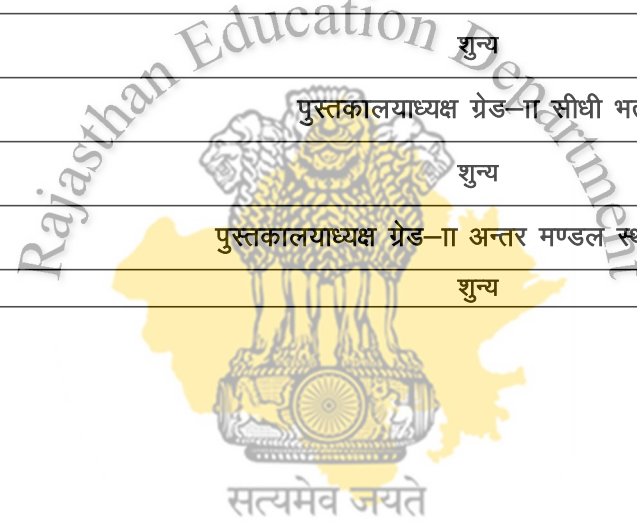 Rajasthan Education Department
शुन्य
पुस्तकालयाध्यक्ष ग्रेड–II सीधी
शुन्य
पुस्तकालयाध्यक्ष ग्रेड–II अन्तर मण्डल
शुन्य
सत्यमेव जयते